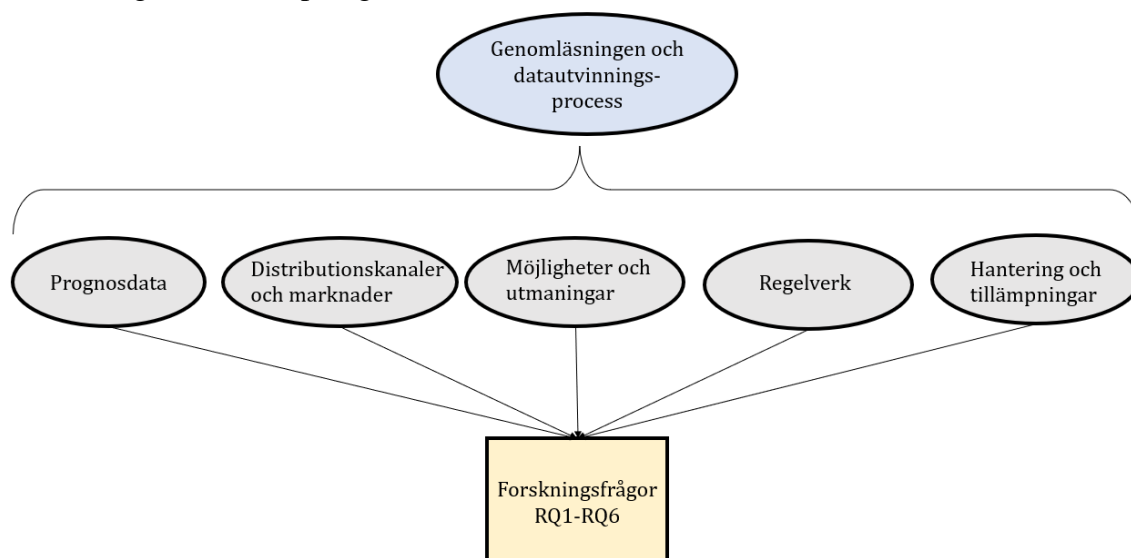 Genomläsningen och
datautvinnings-
process
Prognosdata
Distributionskanaler
och marknader
Möjligheter och
utmaningar
Regelverk
Hantering och
tillämpningar
Forskningsfrågor
RQ1-RQ6